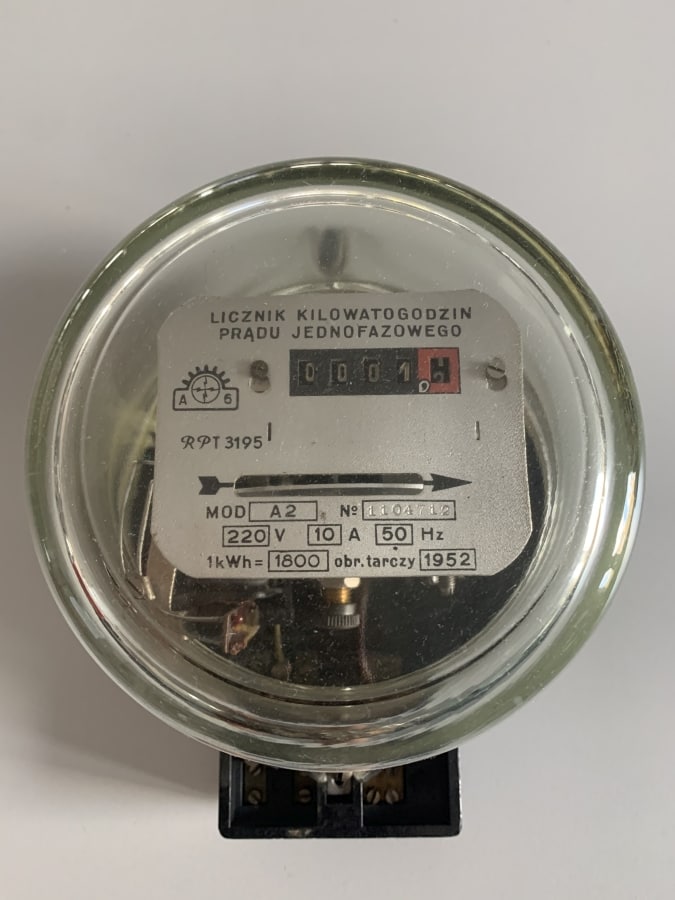 LICZNIK KILOWATOGODZIN
PRĄDU JEDNOFAZOWEGO
0001
A 6
RPT 3195
MOD A2 № 1104712
220 V 10 A 50 Hz
1kWh = 1800 obr. tarczy 1952